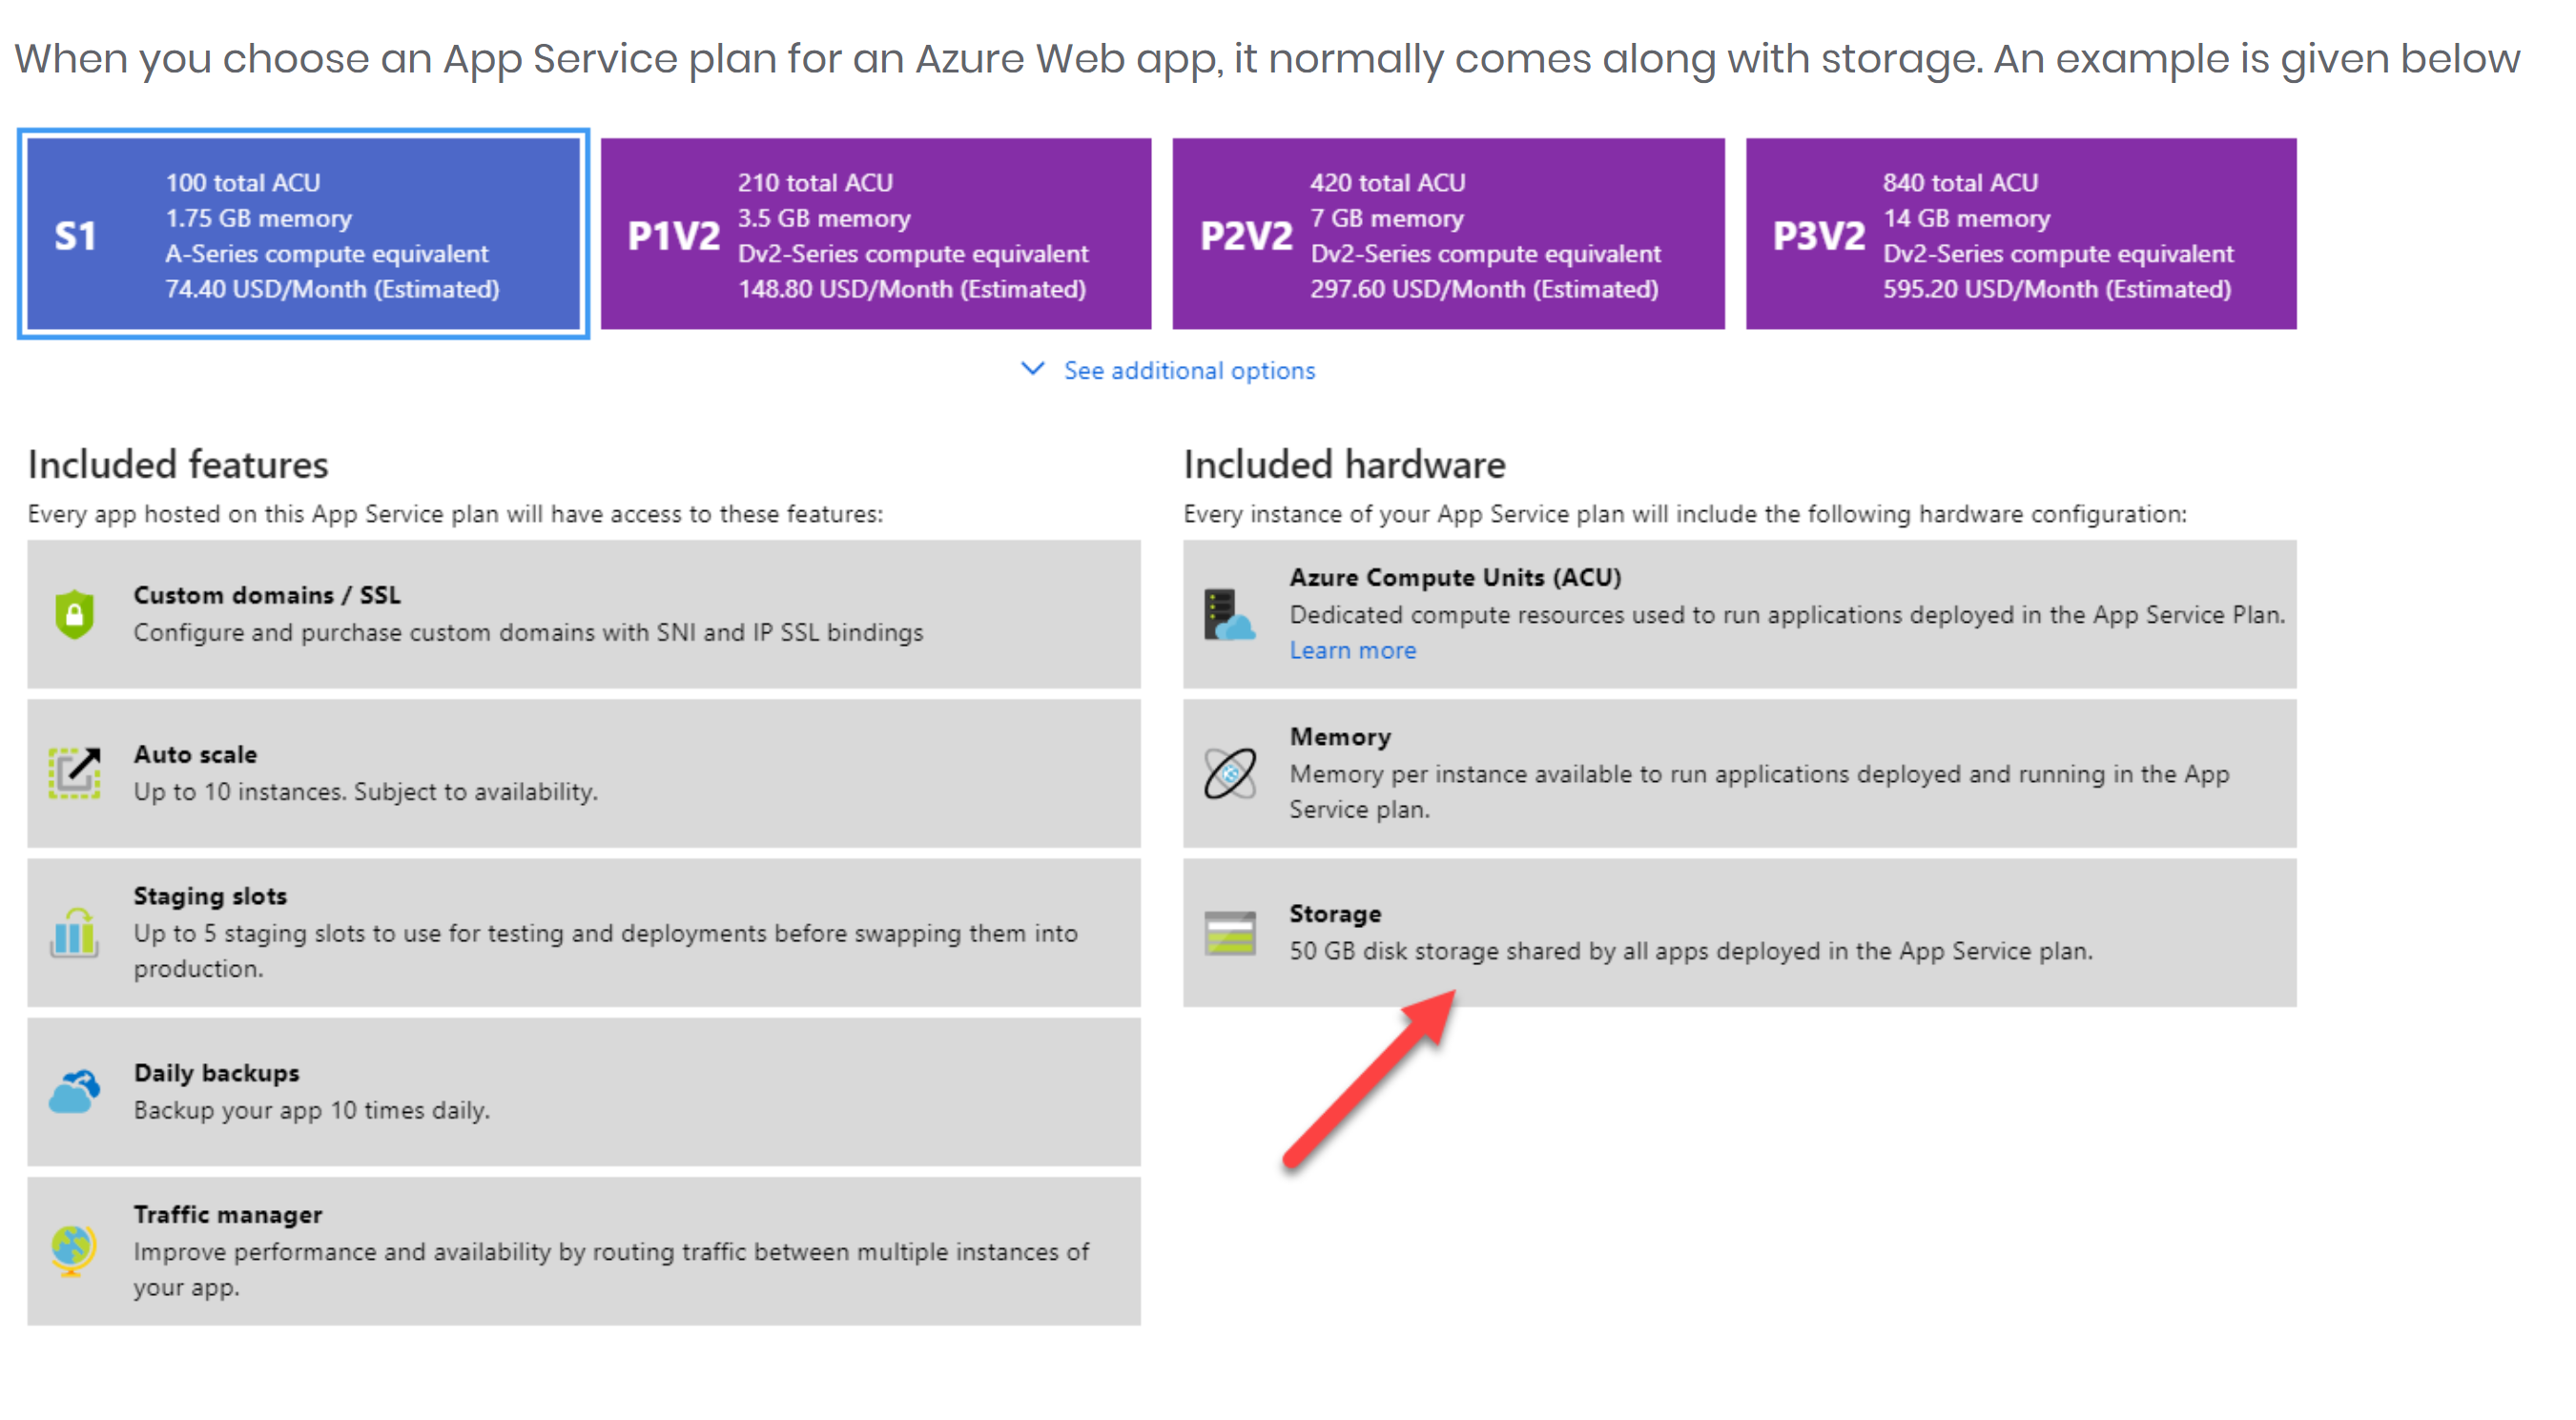 When you choose an App Service plan for an Azure Web app, it normally comes along with storage. An example is given below
S1
100 total ACU
1.75 GB memory
A-Series compute equivalent
74.40 USD/Month (Estimated)
P1V2
210 total ACU
3.5 GB memory
Dv2-Series compute equivalent
148.80 USD/Month (Estimated)
P2V2
420 total ACU
7 GB memory
Dv2-Series compute equivalent
297.60 USD/Month (Estimated)
P3V2
840 total ACU
14 GB memory
Dv2-Series compute equivalent
595.20 USD/Month (Estimated)
See additional options
Included features
Every app hosted on this App Service plan will have access to these features:
Custom domains / SSL
Configure and purchase custom domains with SNI and IP SSL bindings
Auto scale
Up to 10 instances. Subject to availability.
Staging slots
Up to 5 staging slots to use for testing and deployments before swapping them into
production.
Daily backups
Backup your app 10 times daily.
Traffic manager
Improve performance and availability by routing traffic between multiple instances of
your app.
Included hardware
Every instance of your App Service plan will include the following hardware configuration:
Azure Compute Units (ACU)
Dedicated compute resources used to run applications deployed in the App Service Plan.
Learn more
Memory
Memory per instance available to run applications deployed and running in the App
Service plan.
Storage
50 GB disk storage shared by all apps deployed in the App Service plan.